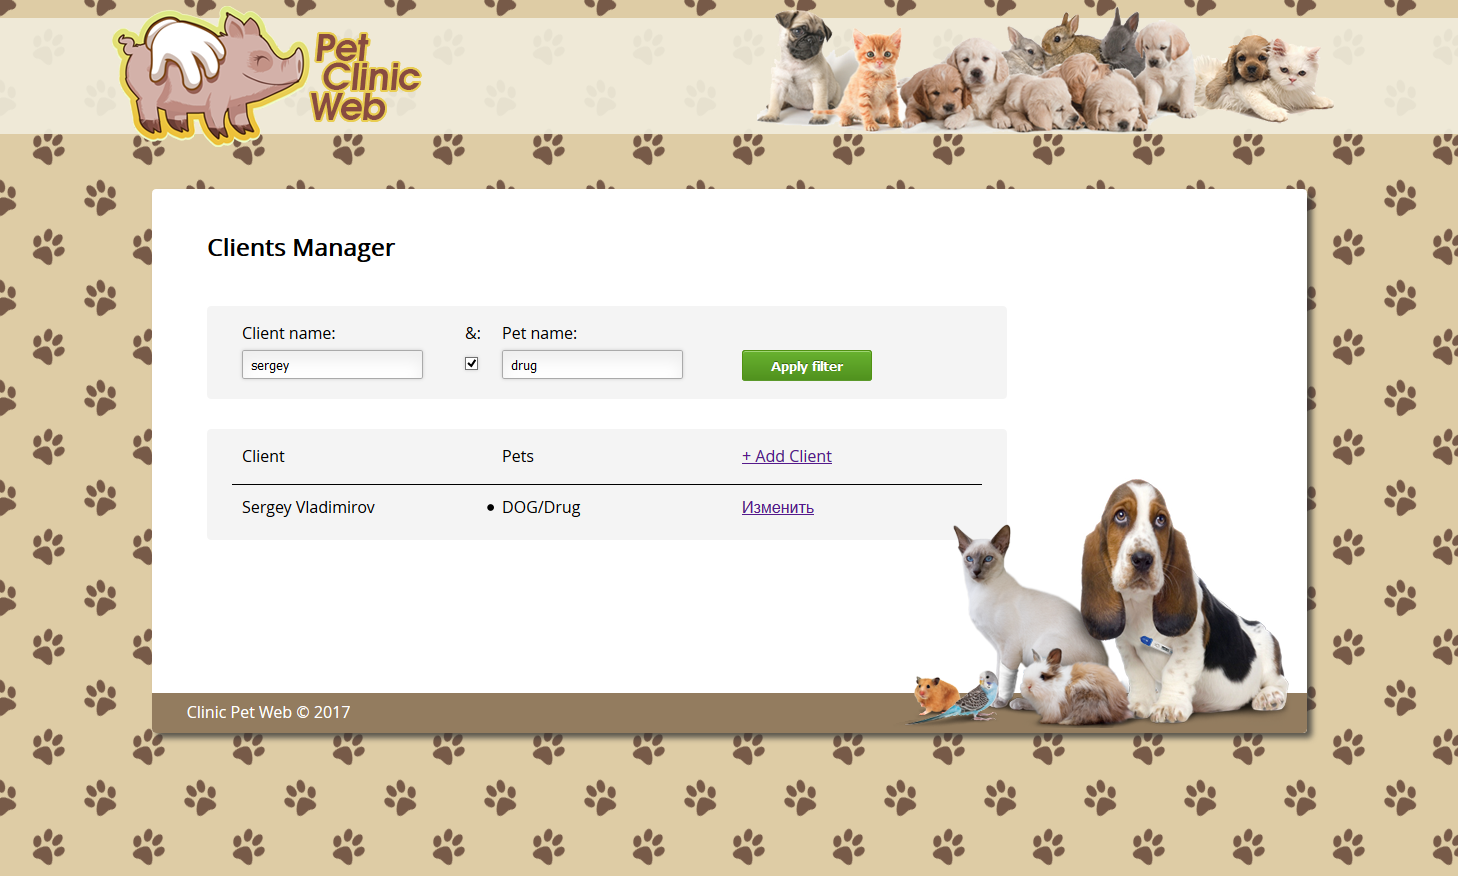 Pet
Clinic
Web
Clients Manager
Client name: &: Pet name:
sergey drug Apply filter
Client Pets + Add Client
Sergey Vladimirov • DOG/Drug Изменить
Clinic Pet Web © 2017